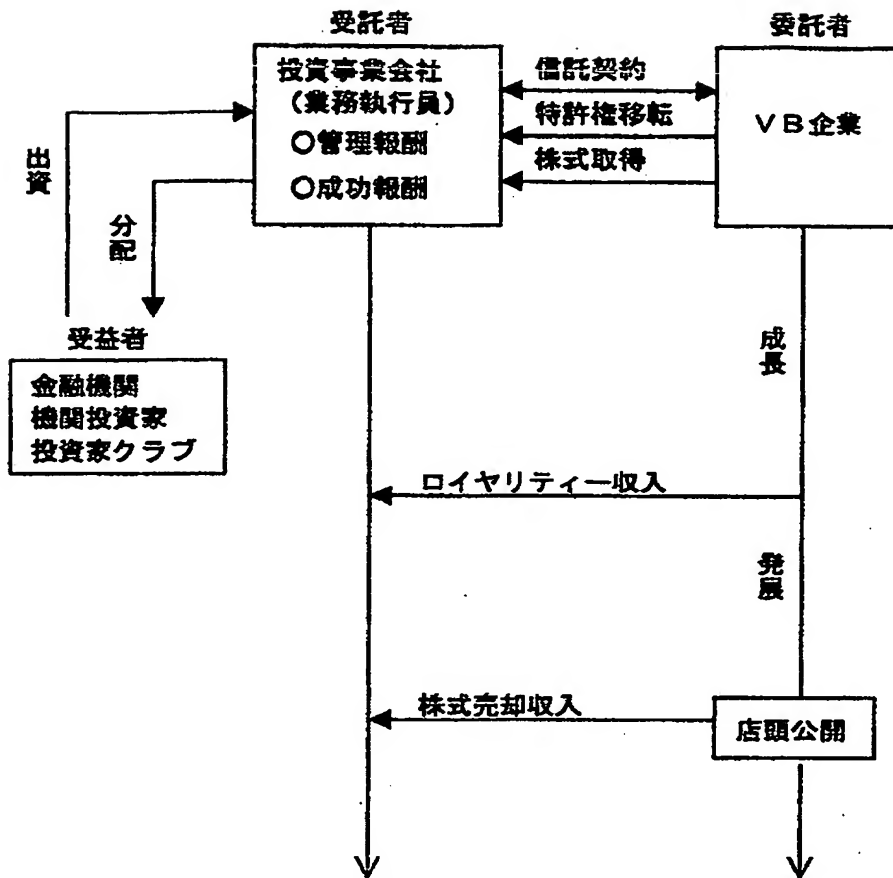 受託者
委託者
投資事業会社
(業務執行員)
○管理報酬
○成功報酬
信託契約
特許権移転
株式取得
VB企業
出資
分配
受益者
金融機関
機関投資家
投資家クラブ
成長
ロイヤリティー収入
発展
株式売却収入
店頭公開